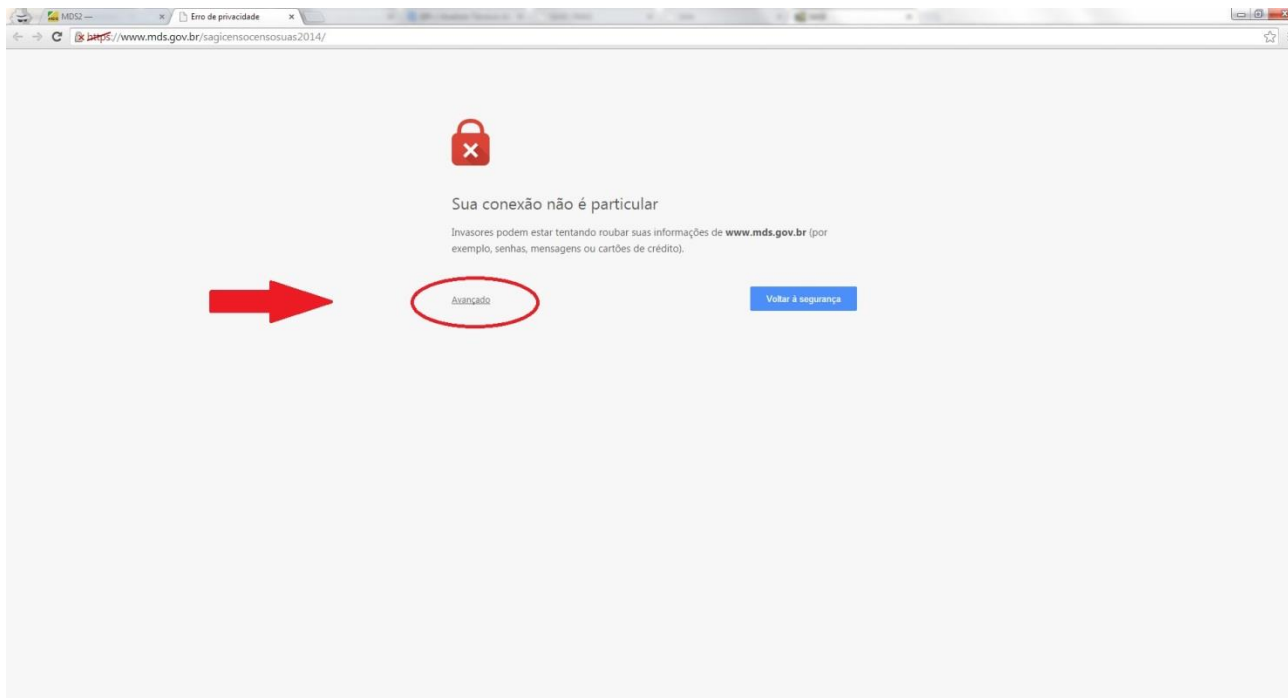 MDS2 —
Erro de privacidade
https://www.mds.gov.br/sagicensocensosuas2014/
Sua conexão não é particular
Invasores podem estar tentando roubar suas informações de www.mds.gov.br (por
exemplo, senhas, mensagens ou cartões de crédito).
Avançado
Voltar à segurança